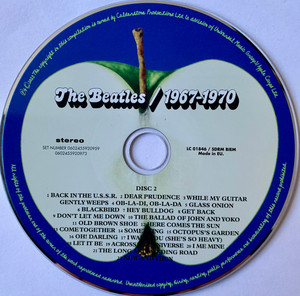 The Beatles / 1967-1970
stereo
SET NUMBER 0602455920959
0602455920973
LC 01846 / SDRM BIEM
Made in EU.
DISC 2
1 BACK IN THE U.S.S.R. 2 DEAR PRUDENCE 3 WHILE MY GUITAR
GENTLY WEEPS 4 OB-LA-DI, OB-LA-DA 5 GLASS ONION
6 BLACKBIRD 7 HEY BULLDOG 8 GET BACK
9 DON'T LET ME DOWN 10 THE BALLAD OF JOHN AND YOKO
11 OLD BROWN SHOE 12 HERE COMES THE SUN
13 COME TOGETHER 14 SOMETHING 15 OCTOPUS'S GARDEN
16 OH! DARLING 17 I WANT YOU (SHE'S SO HEAVY)
18 LET IT BE 19 ACROSS THE UNIVERSE 20 I ME MINE
21 THE LONG AND WINDING ROAD